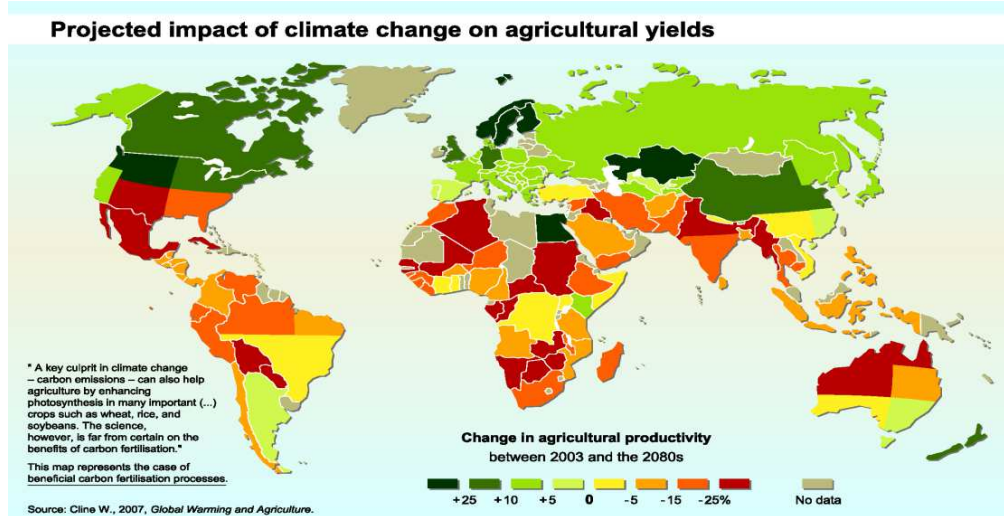 Projected impact of climate change on agricultural yields
" A key culprit in climate change
– carbon emissions – can also help
agriculture by enhancing
photosynthesis in many important (...)
crops such as wheat, rice, and
soybeans. The science,
however, is far from certain on the
benefits of carbon fertilisation."
This map represents the case of
beneficial carbon fertilisation processes.
Source: Cline W., 2007, Global Warming and Agriculture.
Change in agricultural productivity
between 2003 and the 2080s
+25 +10 +5 0 -5 -15 -25% No data